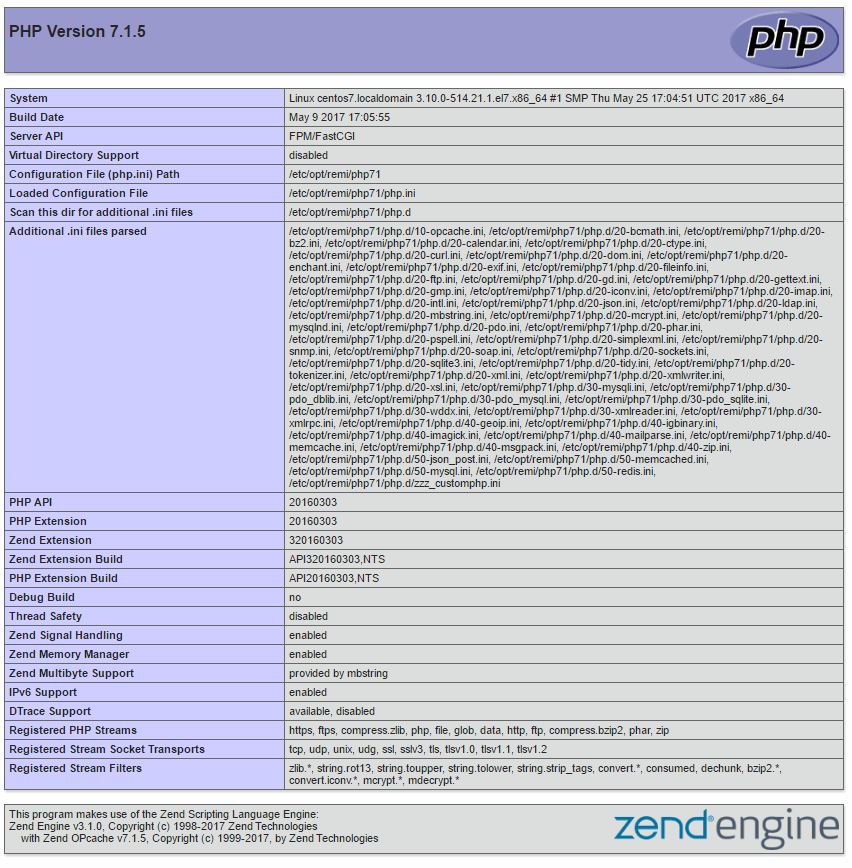 PHP Version 7.1.5
php
System Linux centos7.localdomain 3.10.0-514.21.1.el7.x86_64 #1 SMP Thu May 25 17:04:51 UTC 2017 x86_64
Build Date May 9 2017 17:05:55
Server API FPM/FastCGI
Virtual Directory Support disabled
Configuration File (php.ini) Path /etc/opt/remi/php71
Loaded Configuration File /etc/opt/remi/php71/php.ini
Scan this dir for additional .ini files /etc/opt/remi/php71/php.d
Additional .ini files parsed /etc/opt/remi/php71/php.d/10-opcache.ini, /etc/opt/remi/php71/php.d/20-bcmath.ini, /etc/opt/remi/php71/php.d/20-
bz2.ini, /etc/opt/remi/php71/php.d/20-calendar.ini, /etc/opt/remi/php71/php.d/20-ctype.ini,
/etc/opt/remi/php71/php.d/20-curl.ini, /etc/opt/remi/php71/php.d/20-dom.ini, /etc/opt/remi/php71/php.d/20-
enchant.ini, /etc/opt/remi/php71/php.d/20-exif.ini, /etc/opt/remi/php71/php.d/20-fileinfo.ini,
/etc/opt/remi/php71/php.d/20-ftp.ini, /etc/opt/remi/php71/php.d/20-gd.ini, /etc/opt/remi/php71/php.d/20-gettext.ini,
/etc/opt/remi/php71/php.d/20-gmp.ini, /etc/opt/remi/php71/php.d/20-iconv.ini, /etc/opt/remi/php71/php.d/20-imap.ini,
/etc/opt/remi/php71/php.d/20-intl.ini, /etc/opt/remi/php71/php.d/20-json.ini, /etc/opt/remi/php71/php.d/20-ldap.ini,
/etc/opt/remi/php71/php.d/20-mbstring.ini, /etc/opt/remi/php71/php.d/20-mcrypt.ini, /etc/opt/remi/php71/php.d/20-
mysqlnd.ini, /etc/opt/remi/php71/php.d/20-pdo.ini, /etc/opt/remi/php71/php.d/20-phar.ini,
/etc/opt/remi/php71/php.d/20-pspell.ini, /etc/opt/remi/php71/php.d/20-simplexml.ini, /etc/opt/remi/php71/php.d/20-
snmp.ini, /etc/opt/remi/php71/php.d/20-soap.ini, /etc/opt/remi/php71/php.d/20-sockets.ini,
/etc/opt/remi/php71/php.d/20-sqlite3.ini, /etc/opt/remi/php71/php.d/20-tidy.ini, /etc/opt/remi/php71/php.d/20-
tokenizer.ini, /etc/opt/remi/php71/php.d/20-xml.ini, /etc/opt/remi/php71/php.d/20-xmlwriter.ini,
/etc/opt/remi/php71/php.d/20-xsl.ini, /etc/opt/remi/php71/php.d/30-mysqli.ini, /etc/opt/remi/php71/php.d/30-
pdo_dblib.ini, /etc/opt/remi/php71/php.d/30-pdo_mysql.ini, /etc/opt/remi/php71/php.d/30-pdo_sqlite.ini,
/etc/opt/remi/php71/php.d/30-wddx.ini, /etc/opt/remi/php71/php.d/30-xmlreader.ini, /etc/opt/remi/php71/php.d/30-
xmlrpc.ini, /etc/opt/remi/php71/php.d/40-geoip.ini, /etc/opt/remi/php71/php.d/40-igbinary.ini,
/etc/opt/remi/php71/php.d/40-imagick.ini, /etc/opt/remi/php71/php.d/40-mailparse.ini, /etc/opt/remi/php71/php.d/40-
memcache.ini, /etc/opt/remi/php71/php.d/40-msgpack.ini, /etc/opt/remi/php71/php.d/40-zip.ini,
/etc/opt/remi/php71/php.d/50-json_post.ini, /etc/opt/remi/php71/php.d/50-memcached.ini,
/etc/opt/remi/php71/php.d/50-mysql.ini, /etc/opt/remi/php71/php.d/50-redis.ini,
/etc/opt/remi/php71/php.d/zzz_customphp.ini
PHP API 20160303
PHP Extension 20160303
Zend Extension 320160303
Zend Extension Build API320160303,NTS
PHP Extension Build API20160303,NTS
Debug Build no
Thread Safety disabled
Zend Signal Handling enabled
Zend Memory Manager enabled
Zend Multibyte Support provided by mbstring
IPv6 Support enabled
DTrace Support available, disabled
Registered PHP Streams https, ftps, compress.zlib, php, file, glob, data, http, ftp, compress.bzip2, phar, zip
Registered Stream Socket Transports tcp, udp, unix, udg, ssl, sslv3, tls, tlsv1.0, tlsv1.1, tlsv1.2
Registered Stream Filters zlib.*, string.rot13, string.toupper, string.tolower, string.strip_tags, convert.*, consumed, dechunk, bzip2.*,
convert.iconv.*, mcrypt.*, mdecrypt.*
This program makes use of the Zend Scripting Language Engine:
Zend Engine v3.1.0, Copyright (c) 1998-2017 Zend Technologies
with Zend OPcache v7.1.5, Copyright (c) 1999-2017, by Zend Technologies
zend® engine